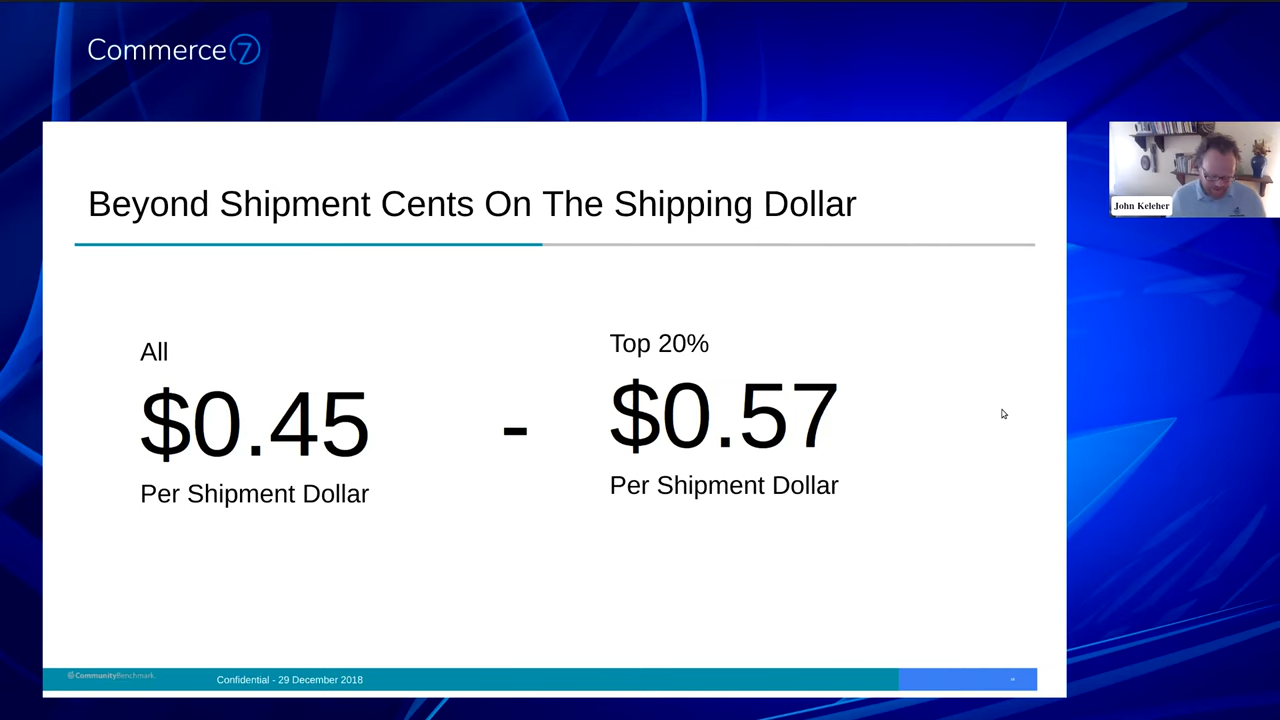 Commerce7
Beyond Shipment Cents On The Shipping Dollar
John Keleher
All
$0.45
Per Shipment Dollar
-
Top 20%
$0.57
Per Shipment Dollar
CommunityBenchmark.
Confidential - 29 December 2018